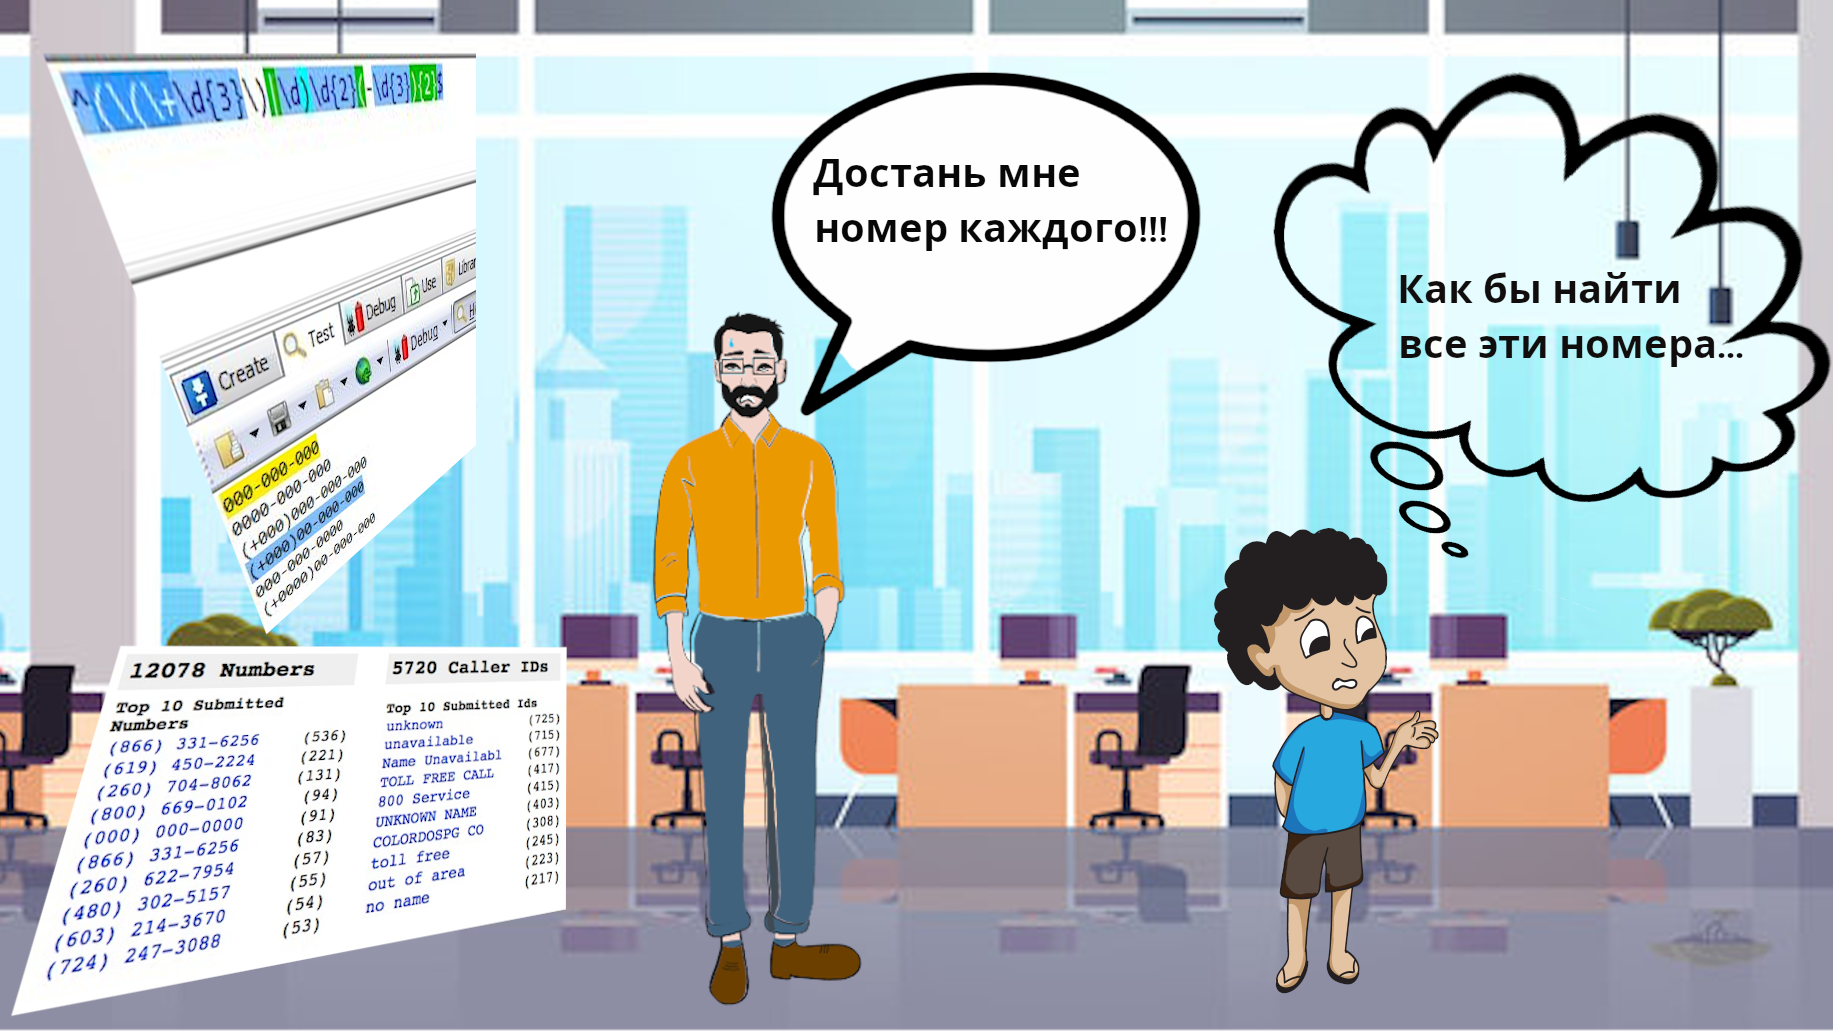 ^(\(\+\d{3}\)|\d)\d{2}(-\d{3}){2}$
Create
Test
Debug
Use
Debug
000-000-000
0000-000-000
(+000)000-000-000
(+000)00-000-000
000-000-0000
(+0000)00-000-000
Достань мне
номер каждого!!!
Как бы найти
все эти номера...
12078 Numbers
Top 10 Submitted
Numbers
(866) 331-6256 (536)
(619) 450-2224 (221)
(260) 704-8062 (131)
(800) 669-0102 (94)
(000) 000-0000 (91)
(866) 331-6256 (83)
(260) 622-7954 (57)
(480) 302-5157 (55)
(603) 214-3670 (54)
(724) 247-3088 (53)
5720 Caller IDs
Top 10 Submitted Ids
unknown (725)
unavailable (715)
Name Unavailabl (677)
TOLL FREE CALL (417)
800 Service (415)
UNKNOWN NAME (403)
COLORDOSPG CO (308)
toll free (245)
out of area (223)
no name (217)